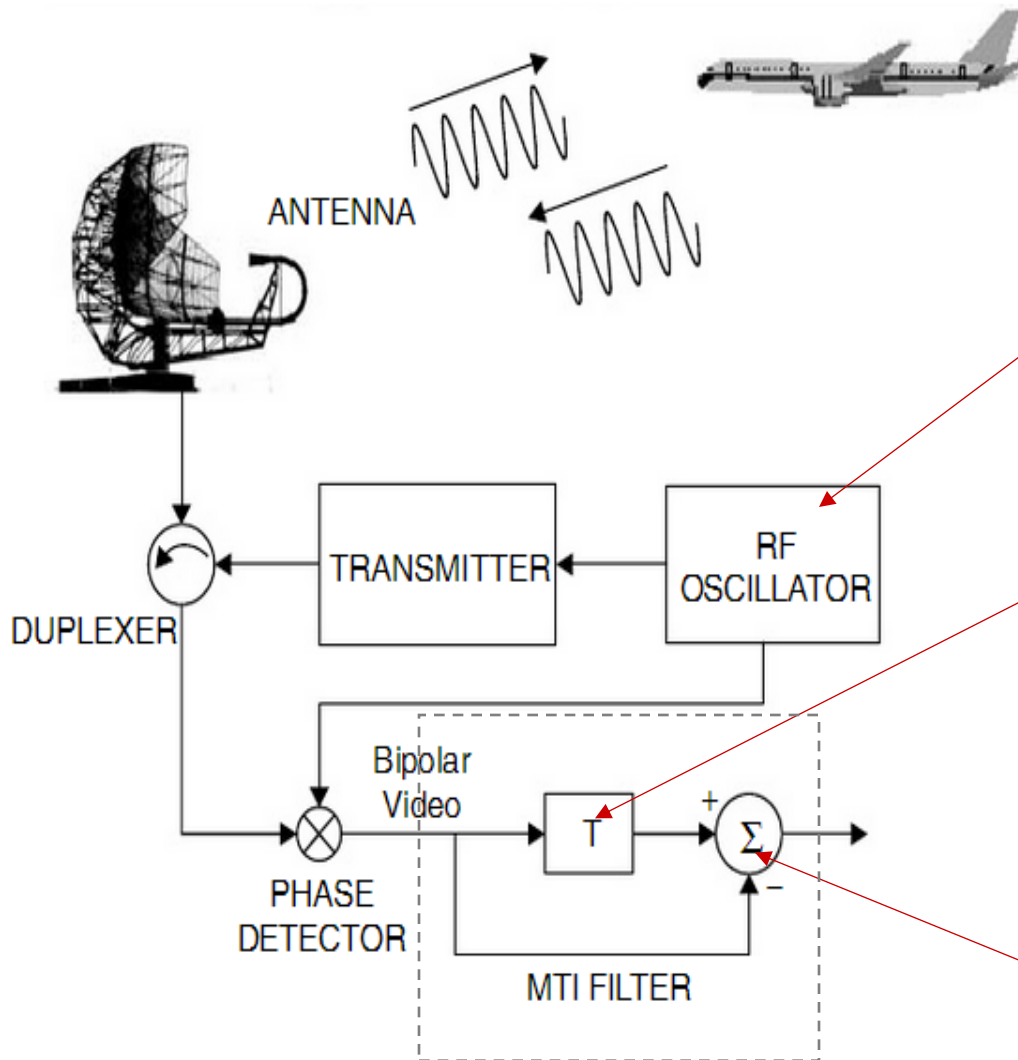 ANTENNA
TRANSMITTER
RF
OSCILLATOR
DUPLEXER
Bipolar
Video
T
+
Σ
−
PHASE
DETECTOR
MTI FILTER